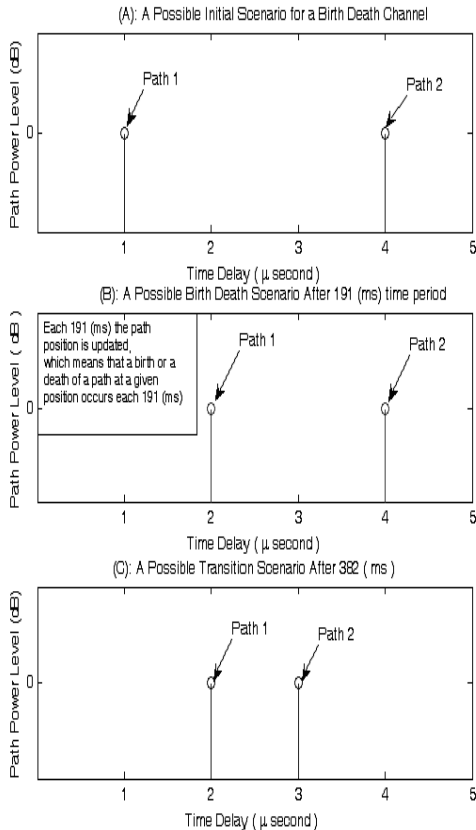 (A): A Possible Initial Scenario for a Birth Death Channel
Path Power Level (dB)
0
Path 1
Path 2
1 2 3 4 5
Time Delay ( μ second )
(B): A Possible Birth Death Scenario After 191 (ms) time period
Path Power Level ( dB)
0
Each 191 (ms) the path
position is updated,
which means that a birth or a
death of a path at a given
position occurs each 191 (ms)
Path 1
Path 2
1 2 3 4 5
Time Delay ( μ second )
(C): A Possible Transition Scenario After 382 ( ms )
Path Power Level (dB)
0
Path 1
Path 2
1 2 3 4 5
Time Delay ( μ second )